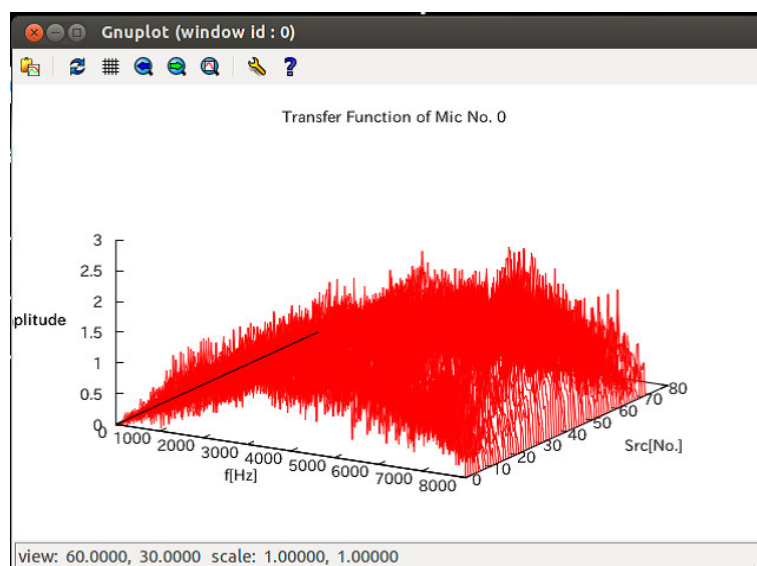 Gnuplot (window id : 0)
Transfer Function of Mic No. 0
3
2.5
2
plitude
1.5
1
0.5
0
0 1000 2000 3000 4000 5000 6000 7000 8000
f[Hz]
0 10 20 30 40 50 60 70 80
Src[No.]
view: 60.0000, 30.0000 scale: 1.00000, 1.00000